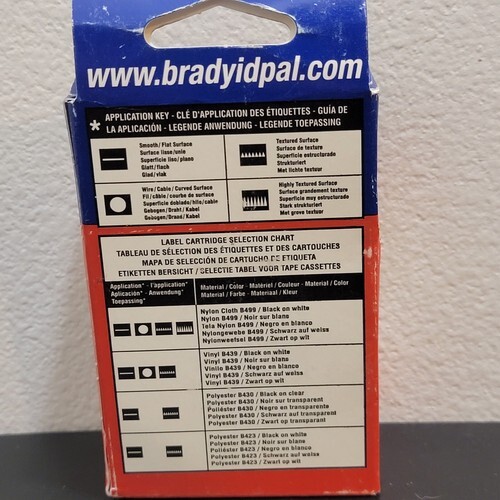 www.bradyidpal.com
* APPLICATION KEY - CLÉ D'APPLICATION DES ÉTIQUETTES - GUÍA DE
LA APLICACIÓN - LEGENDE ANWENDUNG - LEGENDE TOEPASSING
Smooth/Flat Surface
Surface lisse/unie
Superficie liso/plano
Glatt/flach
Glad/vlak
Textured Surface
Surface de texture
Superficie estructurado
Strukturiert
Met lichte textuur
Wire/Cable/Curved Surface
Fil/câble/courbe de surface
Superficie doblado/hilo/cable
Gebogen/Draht/Kabel
Gebogen/Draad/Kabel
Highly Textured Surface
Surface grandement texture
Superficie muy estructurado
Stark strukturiert
Met grave textuur
LABEL CARTRIDGE SELECTION CHART
TABLEAU DE SÉLECTION DES ÉTIQUETTES ET DES CARTOUCHES
MAPA DE SELECCIÓN DE CARTUCHO DE ETIQUETA
ETIKETTEN BERSICHT / SELECTIE TABEL VOOR TAPE CASSETTES
Application* - l'application*
Aplicación* - Anwendung*
Toepassing*
Material / Color - Matériel / Couleur - Material / Color
Material / Farbe - Materiaal / Kleur
Nylon Cloth B499 / Black on white
Nylon B499 / Noir sur blanc
Tela Nylon B499 / Negro en blanco
Nylongewebe B499 / Schwarz auf weiss
Nylonweefsel B499 / Zwart op wit
Vinyl B439 / Black on white
Vinyl B439 / Noir sur blanc
Vinilo B439 / Negro en blanco
Vinyl B439 / Schwarz auf weiss
Vinyl B439 / Zwart op wit
Polyester B430 / Black on clear
Polyester B430 / Noir sur transparent
Poliéster B430 / Negro en transparente
Polyester B430 / Schwarz auf transparent
Polyester B430 / Zwart op transparant
Polyester B423 / Black on white
Polyester B423 / Noir sur blanc
Poliéster B423 / Negro en blanco
Polyester B423 / Schwarz auf weiss
Polyester B423 / Zwart op wit